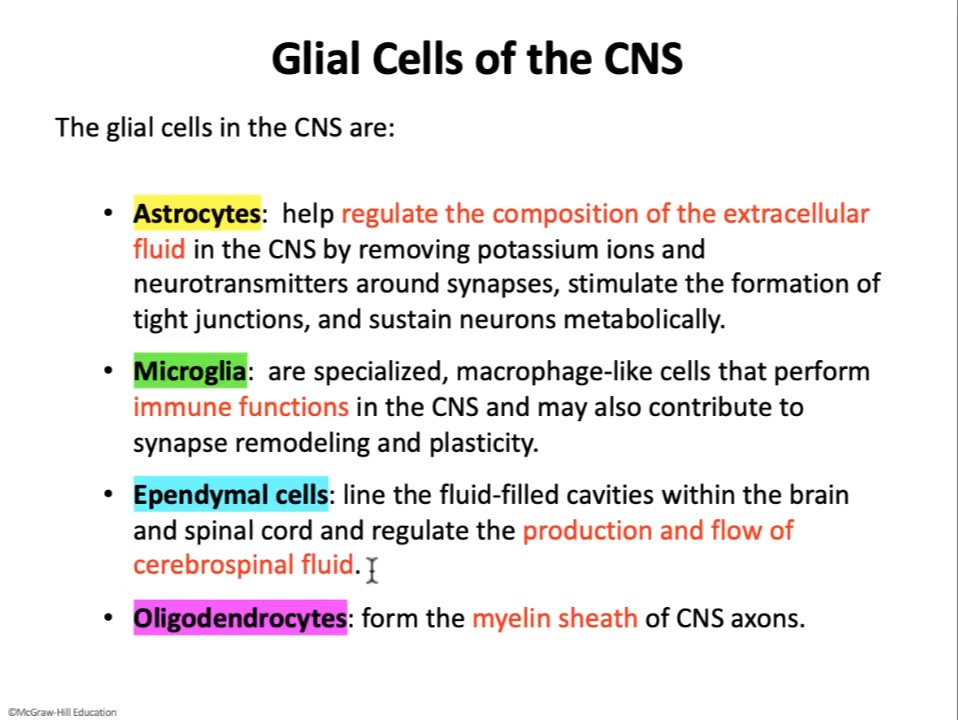 Glial Cells of the CNS
The glial cells in the CNS are:
• Astrocytes:  help regulate the composition of the extracellular
fluid in the CNS by removing potassium ions and
neurotransmitters around synapses, stimulate the formation of
tight junctions, and sustain neurons metabolically.
• Microglia:  are specialized, macrophage-like cells that perform
immune functions in the CNS and may also contribute to
synapse remodeling and plasticity.
• Ependymal cells: line the fluid-filled cavities within the brain
and spinal cord and regulate the production and flow of
cerebrospinal fluid.
• Oligodendrocytes: form the myelin sheath of CNS axons.
©McGraw-Hill Education